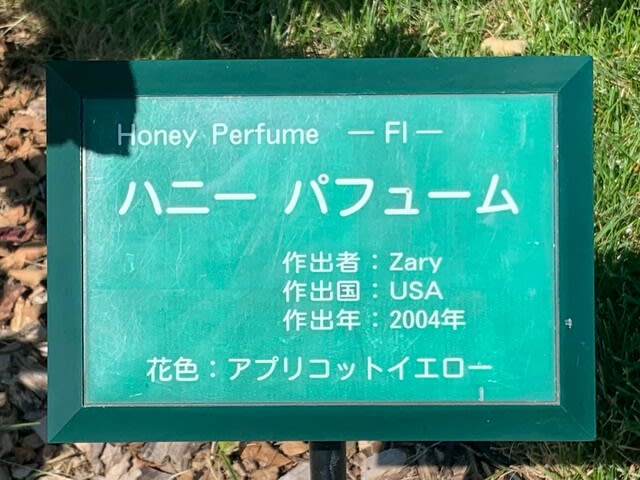 Honey Perfume — Fl —
ハニー パフューム
作出者：Zary
作出国：USA
作出年：2004年
花色：アプリコットイエロー